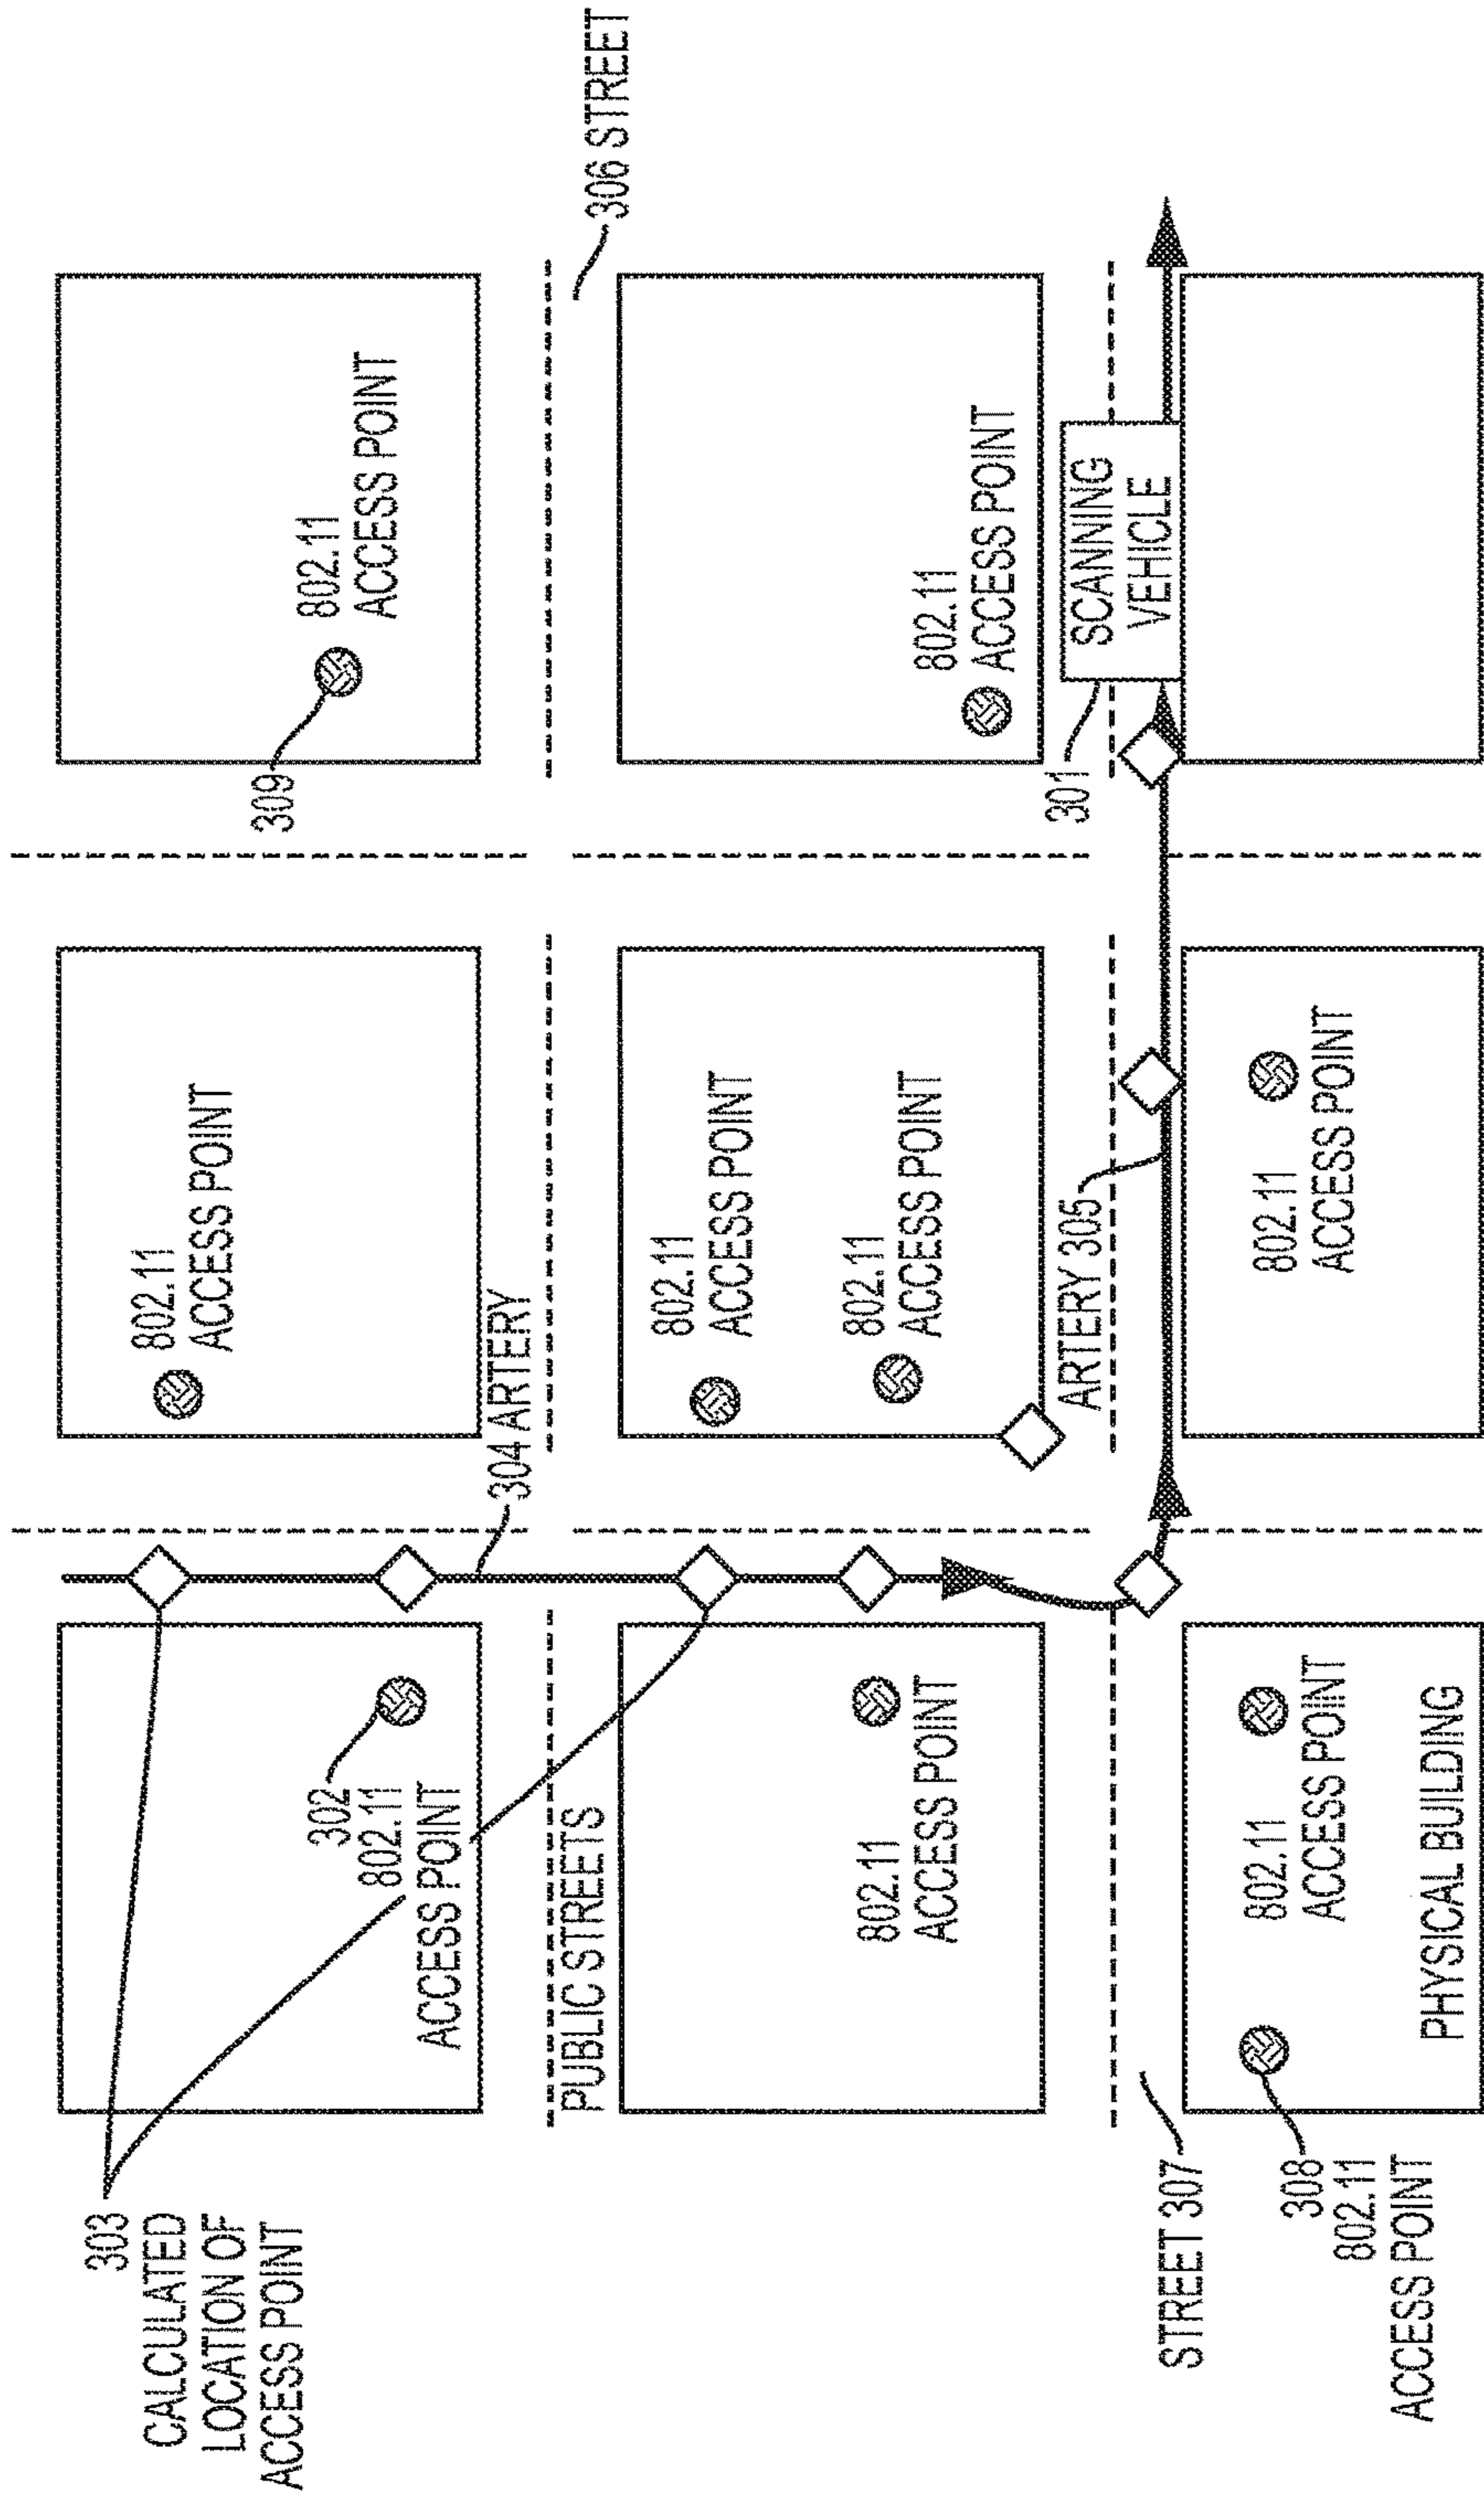 303
CALCULATED
LOCATION OF
ACCESS POINT
302
802.11
ACCESS POINT
802.11
ACCESS POINT
309
802.11
ACCESS POINT
304 ARTERY
306 STREET
PUBLIC STREETS
802.11
ACCESS POINT
802.11
ACCESS POINT
802.11
ACCESS POINT
802.11
ACCESS POINT
ARTERY 305
301
SCANNING
VEHICLE
STREET 307
308
802.11
ACCESS POINT
802.11
ACCESS POINT
PHYSICAL BUILDING
802.11
ACCESS POINT